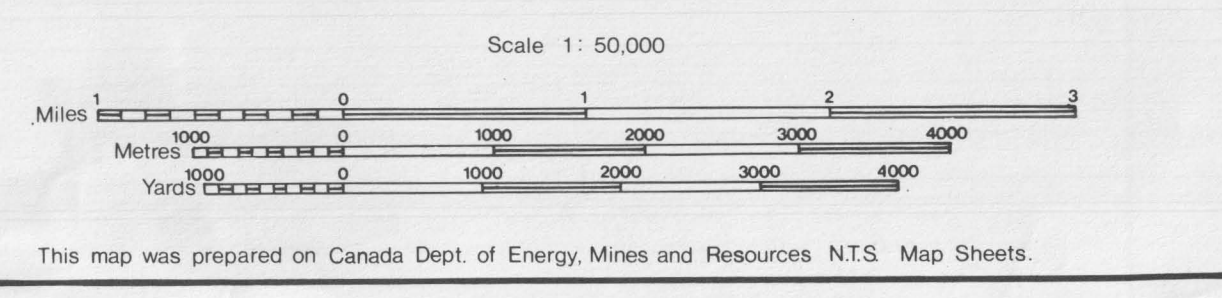 Scale 1: 50,000
1 0 1 2 3
Miles
1000 0 1000 2000 3000 4000
Metres
1000 0 1000 2000 3000 4000
Yards
This map was prepared on Canada Dept. of Energy, Mines and Resources N.T.S. Map Sheets.